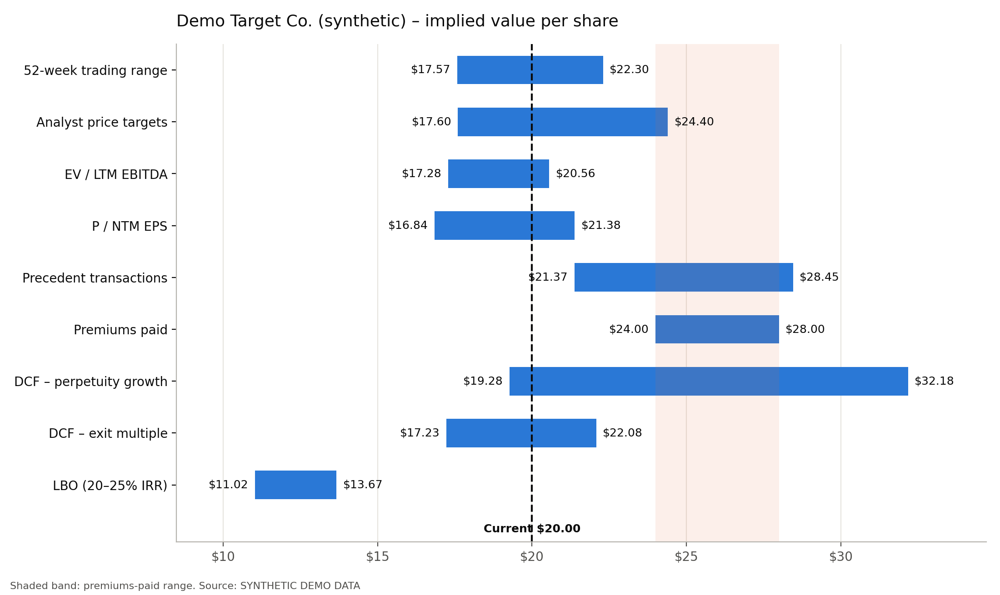 Demo Target Co. (synthetic) – implied value per share
52-week trading range $17.57 $22.30
Analyst price targets $17.60 $24.40
EV / LTM EBITDA $17.28 $20.56
P / NTM EPS $16.84 $21.38
Precedent transactions $21.37 $28.45
Premiums paid $24.00 $28.00
DCF – perpetuity growth $19.28 $32.18
DCF – exit multiple $17.23 $22.08
LBO (20–25% IRR) $11.02 $13.67
Current $20.00
$10 $15 $20 $25 $30
Shaded band: premiums-paid range. Source: SYNTHETIC DEMO DATA